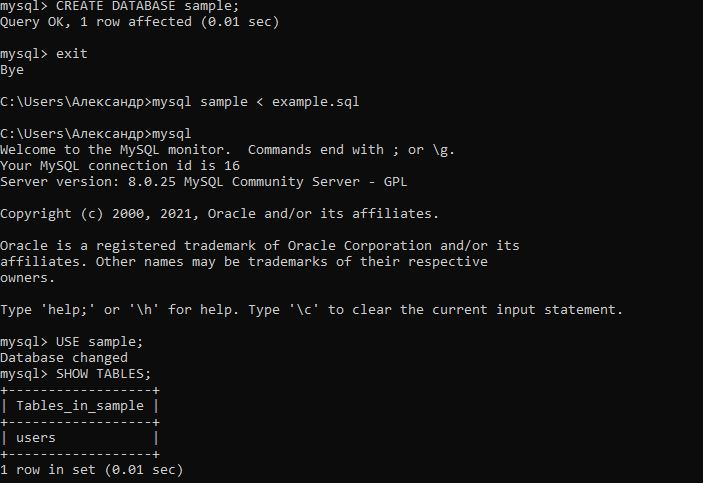 mysql> CREATE DATABASE sample;
Query OK, 1 row affected (0.01 sec)
mysql> exit
Bye
C:\Users\Александр>mysql sample < example.sql
C:\Users\Александр>mysql
Welcome to the MySQL monitor.  Commands end with ; or \g.
Your MySQL connection id is 16
Server version: 8.0.25 MySQL Community Server - GPL
Copyright (c) 2000, 2021, Oracle and/or its affiliates.
Oracle is a registered trademark of Oracle Corporation and/or its
affiliates. Other names may be trademarks of their respective
owners.
Type 'help;' or '\h' for help. Type '\c' to clear the current input statement.
mysql> USE sample;
Database changed
mysql> SHOW TABLES;
+------------------+
| Tables_in_sample |
+------------------+
| users            |
+------------------+
1 row in set (0.01 sec)